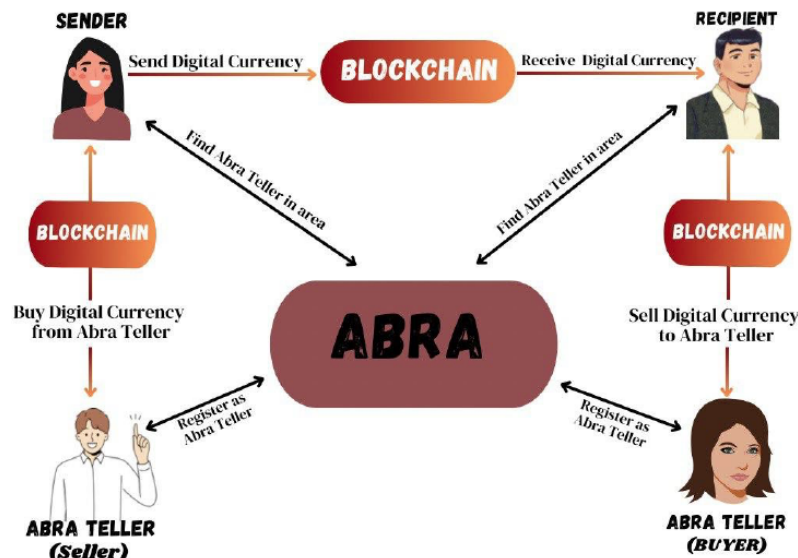 SENDER
RECIPIENT
Send Digital Currency
BLOCKCHAIN
Receive Digital Currency
Find Abra Teller in area
Find Abra Teller in area
BLOCKCHAIN
BLOCKCHAIN
Buy Digital Currency
from Abra Teller
ABRA
Sell Digital Currency
to Abra Teller
Register as
Abra Teller
Register as
Abra Teller
ABRA TELLER
(Seller)
ABRA TELLER
(BUYER)